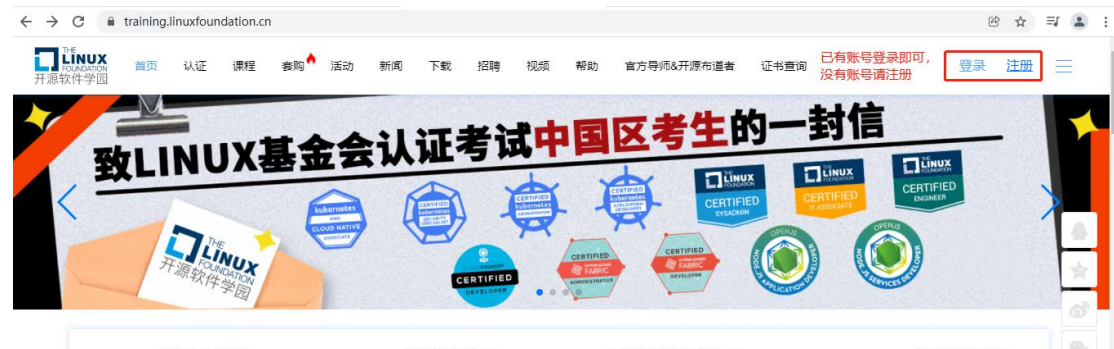 training.linuxfoundation.cn
THE
LINUX
FOUNDATION
开源软件学园
首页 认证 课程 套购 活动 新闻 下载 招聘 视频 帮助 官方导师&开源布道者 证书查询
已有账号登录即可,
没有账号请注册
登录 注册
致LINUX基金会认证考试中国区考生的一封信
THE
LINUX
FOUNDATION
开源软件学园
kubernetes
AND
CLOUD NATIVE
ASSOCIATE
CERTIFIED
kubernetes
SECURITY
SPECIALIST
CERTIFIED
kubernetes
ADMINISTRATOR
CERTIFIED
kubernetes
APPLICATION
DEVELOPER
THE
LINUX
FOUNDATION
CERTIFIED
SYSADMIN
THE
LINUX
FOUNDATION
CERTIFIED
IT ASSOCIATE
THE
LINUX
FOUNDATION
CERTIFIED
ENGINEER
CERTIFIED
DEVELOPER
CERTIFIED
FABRIC
ADMINISTRATOR
CERTIFIED
FABRIC
DEVELOPER
OPENJS
NODE.JS APPLICATION DEVELOPER
OPENJS
NODE.JS SERVICES DEVELOPER